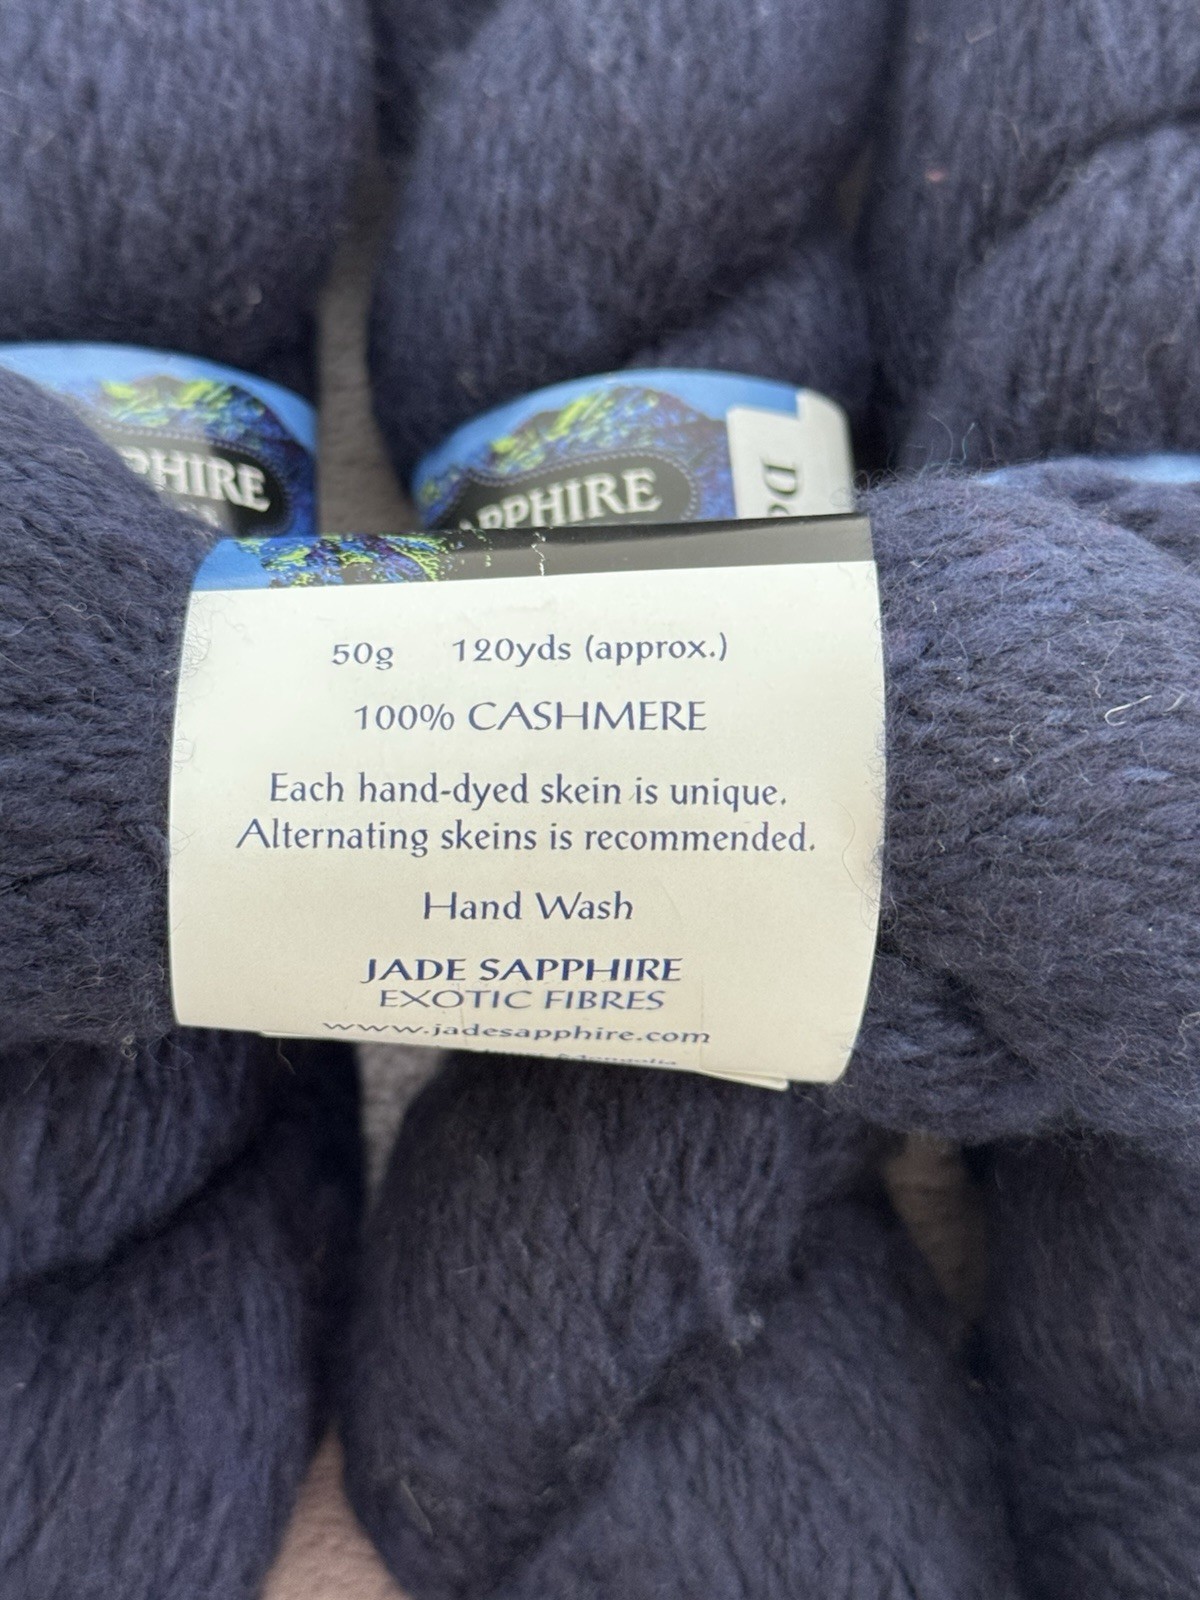 PHIRE
APPHIRE
50g 120yds (approx.)
100% CASHMERE
Each hand-dyed skein is unique.
Alternating skeins is recommended.
Hand Wash
JADE SAPPHIRE
EXOTIC FIBRES
www.jadesapphire.com